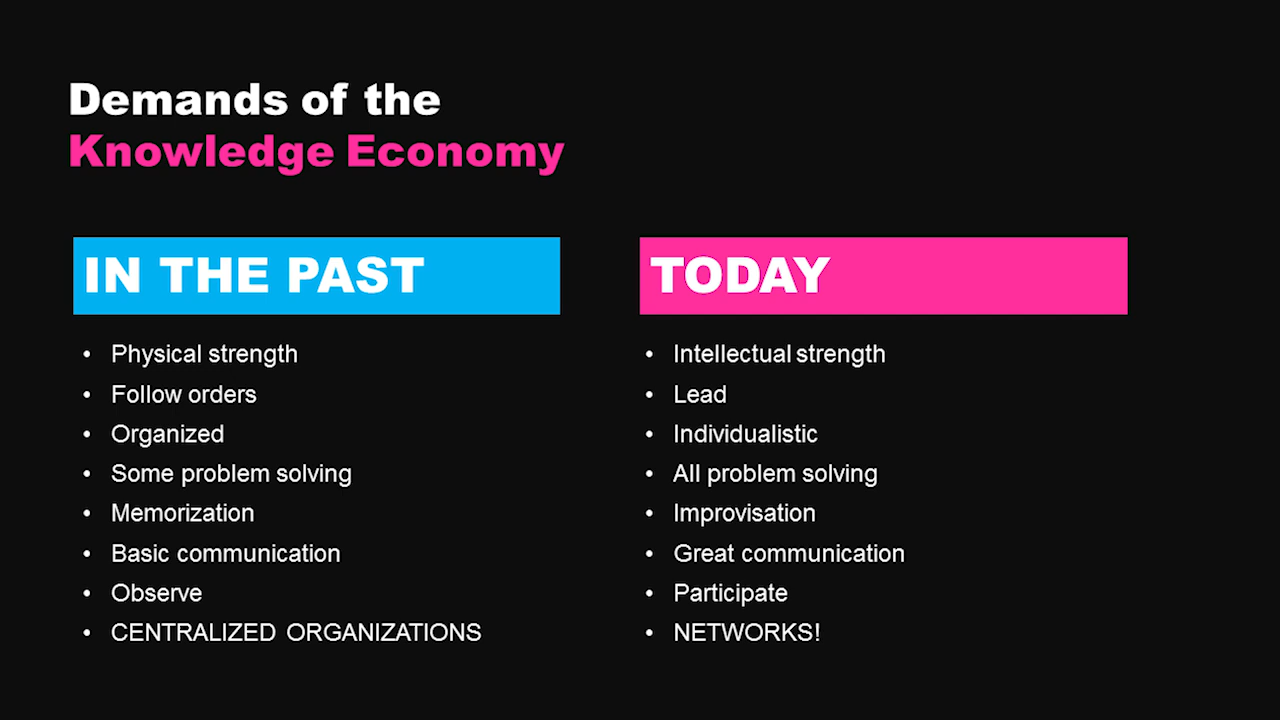 Demands of the
Knowledge Economy
IN THE PAST
• Physical strength
• Follow orders
• Organized
• Some problem solving
• Memorization
• Basic communication
• Observe
• CENTRALIZED ORGANIZATIONS
TODAY
• Intellectual strength
• Lead
• Individualistic
• All problem solving
• Improvisation
• Great communication
• Participate
• NETWORKS!